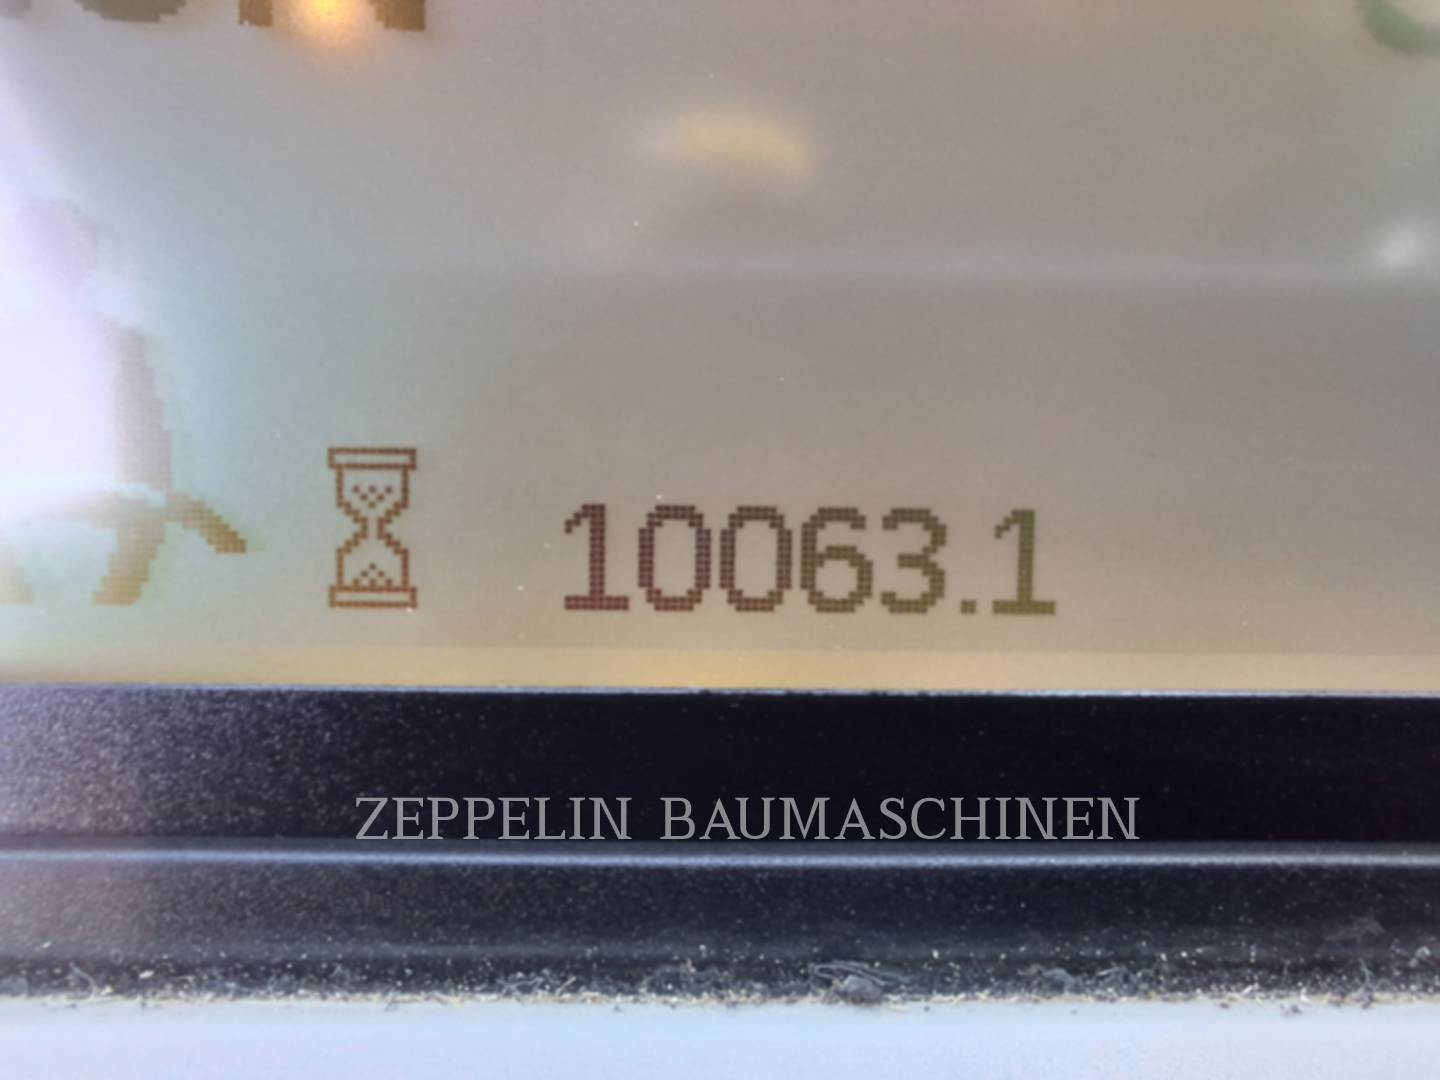 10063.1
ZEPPELIN BAUMASCHINEN